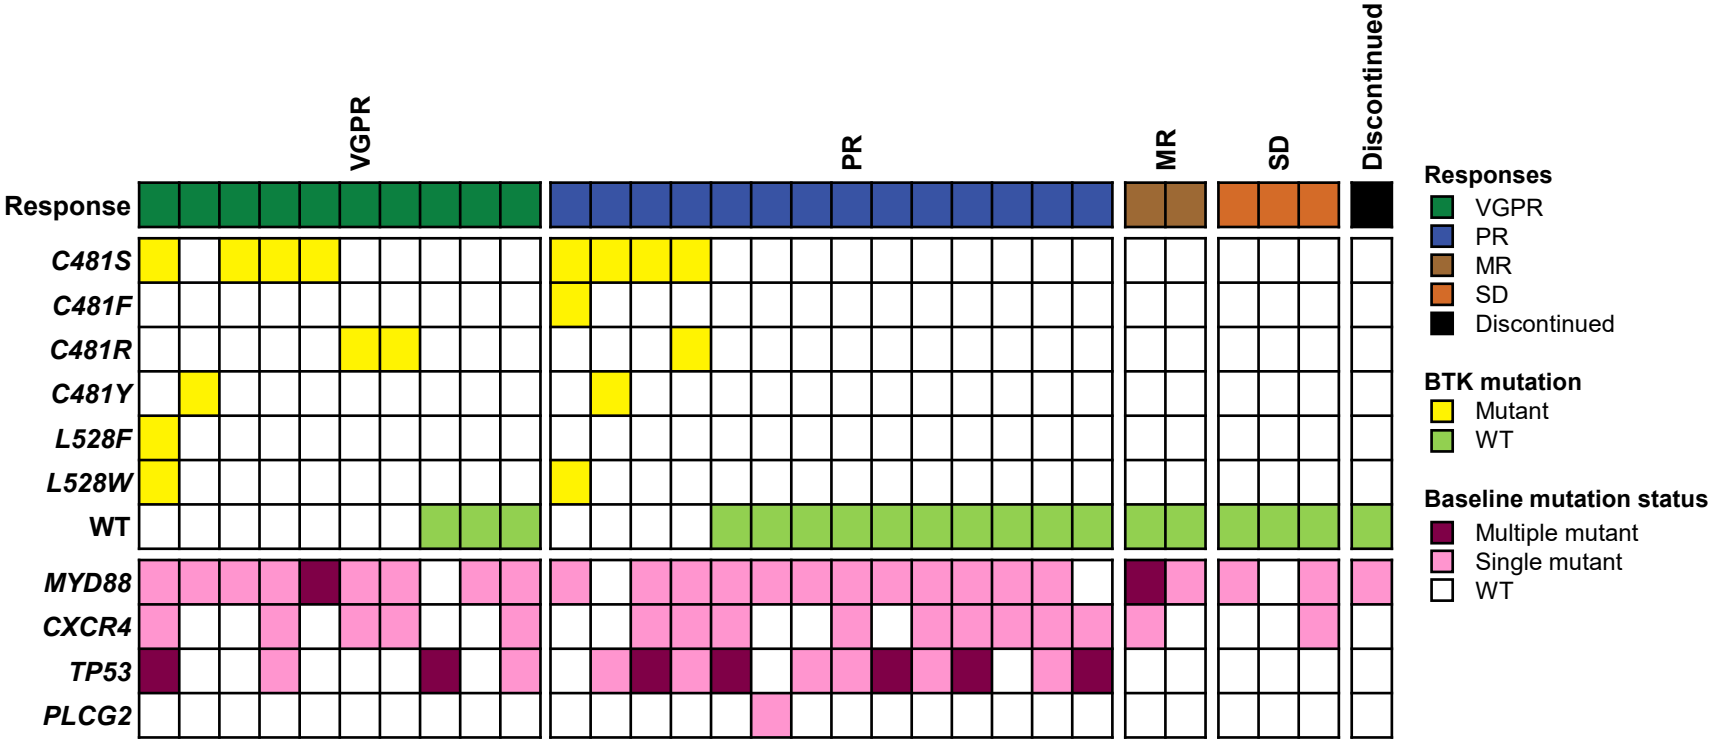 VGPR
PR
MR
SD
Discontinued
Response
C481S
C481F
C481R
C481Y
L528F
L528W
WT
MYD88
CXCR4
TP53
PLCG2
Responses
VGPR
PR
MR
SD
Discontinued
BTK mutation
Mutant
WT
Baseline mutation status
Multiple mutant
Single mutant
WT